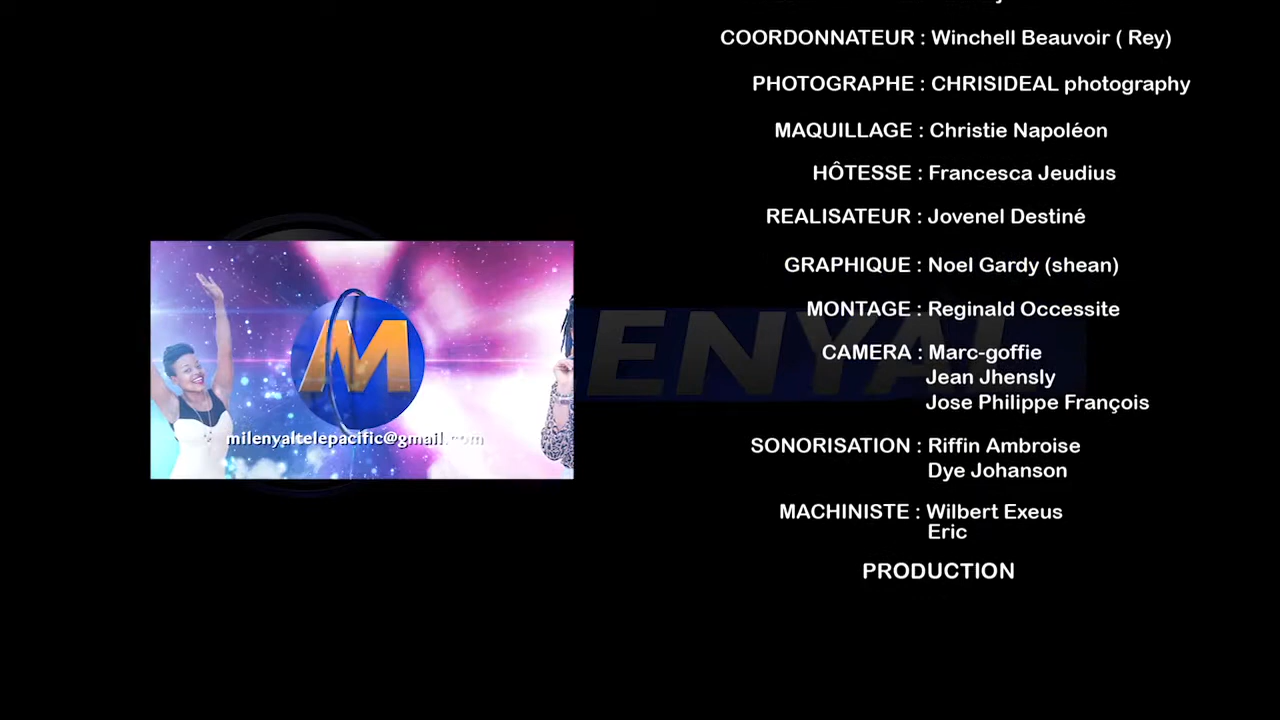 COORDONNATEUR : Winchell Beauvoir ( Rey)
PHOTOGRAPHE : CHRISIDEAL photography
MAQUILLAGE : Christie Napoléon
HÔTESSE : Francesca Jeudius
REALISATEUR : Jovenel Destiné
GRAPHIQUE : Noel Gardy (shean)
MONTAGE : Reginald Occessite
CAMERA : Marc-goffie
Jean Jhensly
Jose Philippe François
SONORISATION : Riffin Ambroise
Dye Johanson
MACHINISTE : Wilbert Exeus
Eric
PRODUCTION
M
milenyaltelepacific@gmail.com